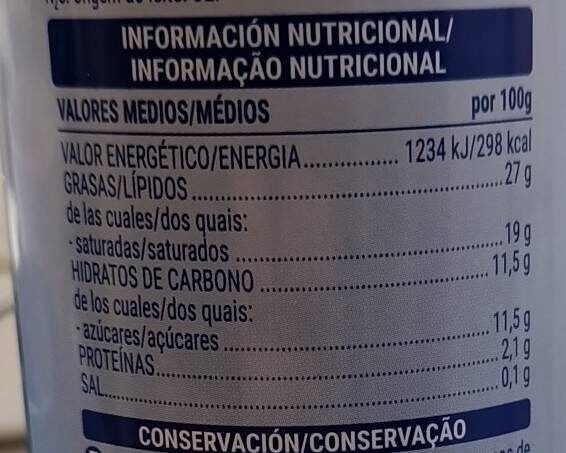 INFORMACIÓN NUTRICIONAL/
INFORMAÇÃO NUTRICIONAL
VALORES MEDIOS/MÉDIOS por 100g
VALOR ENERGÉTICO/ENERGIA............... 1234 kJ/298 kcal
GRASAS/LÍPIDOS ..................................................27 g
de las cuales/dos quais:
- saturadas/saturados ..........................................19 g
HIDRATOS DE CARBONO .................................... 11,5 g
de los cuales/dos quais:
- azúcares/açúcares .......................................... 11,5 g
PROTEÍNAS....................................................... 2,1 g
SAL.................................................................. 0,1 g
CONSERVACIÓN/CONSERVAÇÃO
de